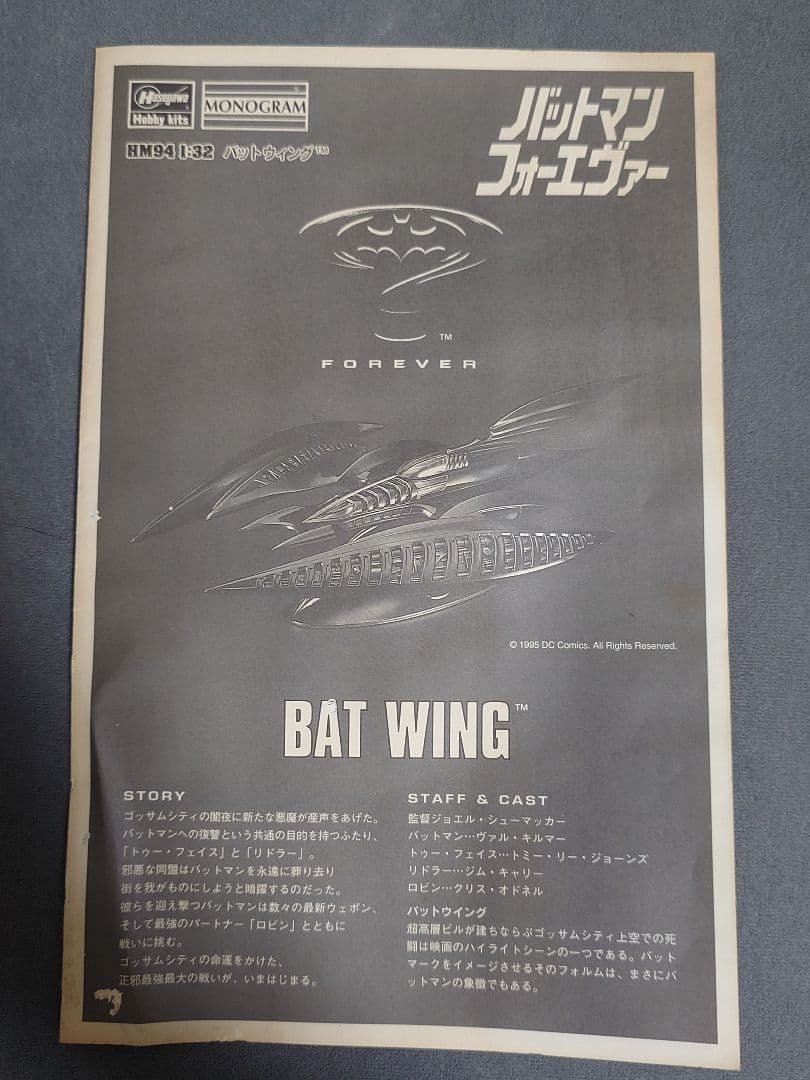 Hasegawa
Hobby kits
MONOGRAM
HM94 1:32 バットウィング™
バットマン
フォーエヴァー
™
FOREVER
© 1995 DC Comics. All Rights Reserved.
BAT WING™
STORY
ゴッサムシティの闇夜に新たな悪魔が産声をあげた。
バットマンへの復讐という共通の目的を持つふたり、
「トゥー・フェイス」と「リドラー」。
邪悪な同盟はバットマンを永遠に葬り去り
街を我がものにしようと暗躍するのだった。
彼らを迎え撃つバットマンは数々の最新ウェポン、
そして最強のパートナー「ロビン」とともに
戦いに挑む。
ゴッサムシティの命運をかけた、
正邪最強最大の戦いが、いまはじまる。
STAFF & CAST
監督ジョエル・シューマッカー
バットマン…ヴァル・キルマー
トゥー・フェイス…トミー・リー・ジョーンズ
リドラー…ジム・キャリー
ロビン…クリス・オドネル
バットウイング
超高層ビルが建ちならぶゴッサムシティ上空での死
闘は映画のハイライトシーンの一つである。バット
マークをイメージさせるそのフォルムは、まさにバ
ットマンの象徴でもある。